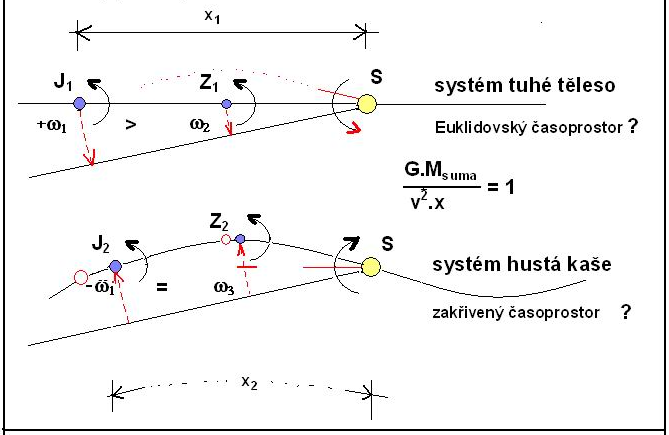 x₁
J₁ Z₁ S
systém tuhé těleso
+ω₁ > ω₂
Euklidovský časoprostor ?
G.Msuma
v².x
= 1
Z₂
J₂ S
systém hustá kaše
-ω̈₁ = ω₃
zakřivený časoprostor ?
x₂